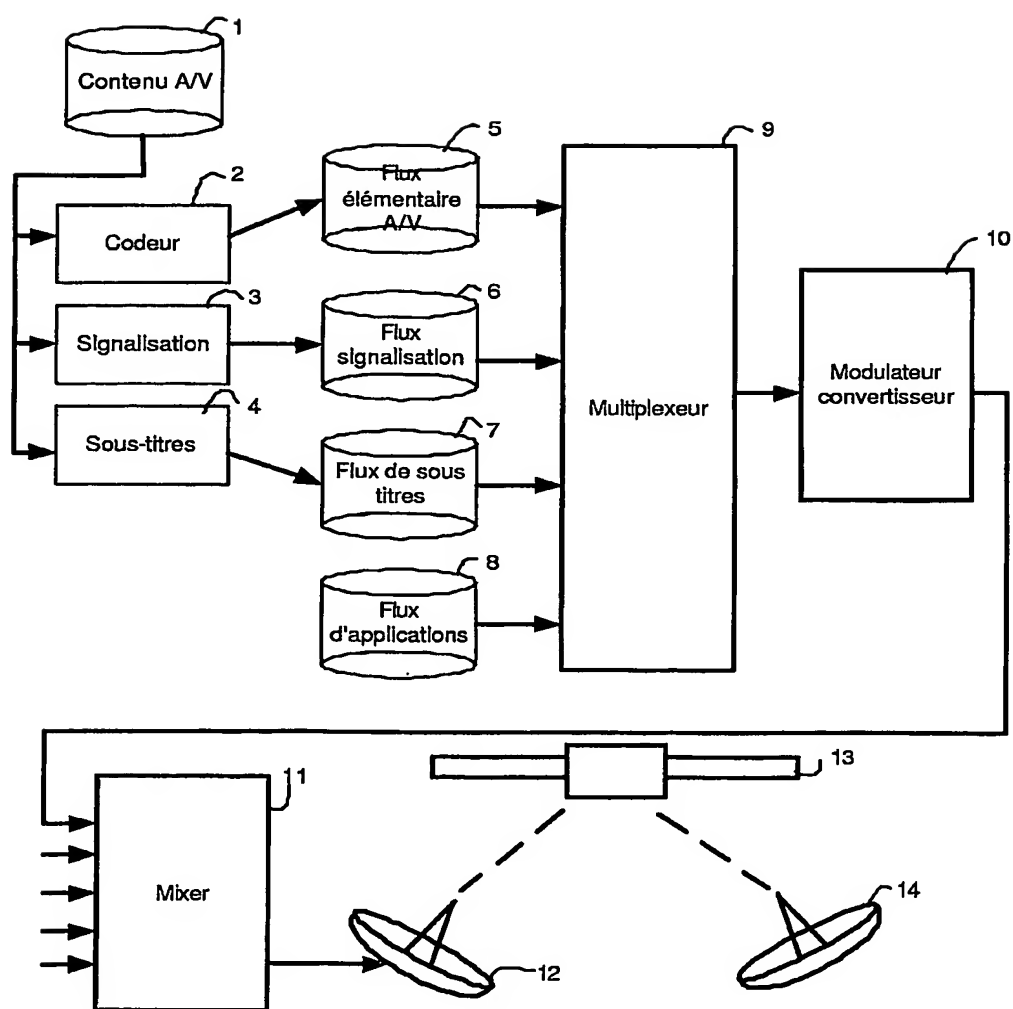 1
Contenu A/V
2
Codeur
3
Signalisation
4
Sous-titres
5
Flux
élémentaire
A/V
6
Flux
signalisation
7
Flux de sous
titres
8
Flux
d'applications
9
Multiplexeur
10
Modulateur
convertisseur
11
Mixer
12
13
14